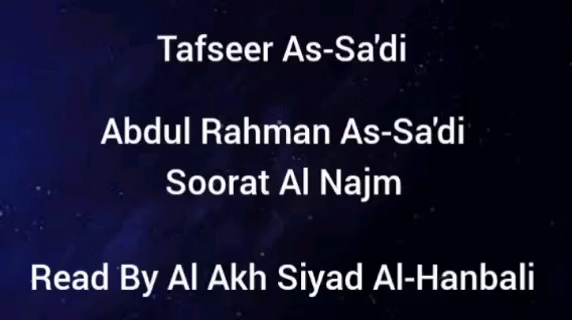 Tafseer As-Sa'di
Abdul Rahman As-Sa'di
Soorat Al Najm
Read By Al Akh Siyad Al-Hanbali